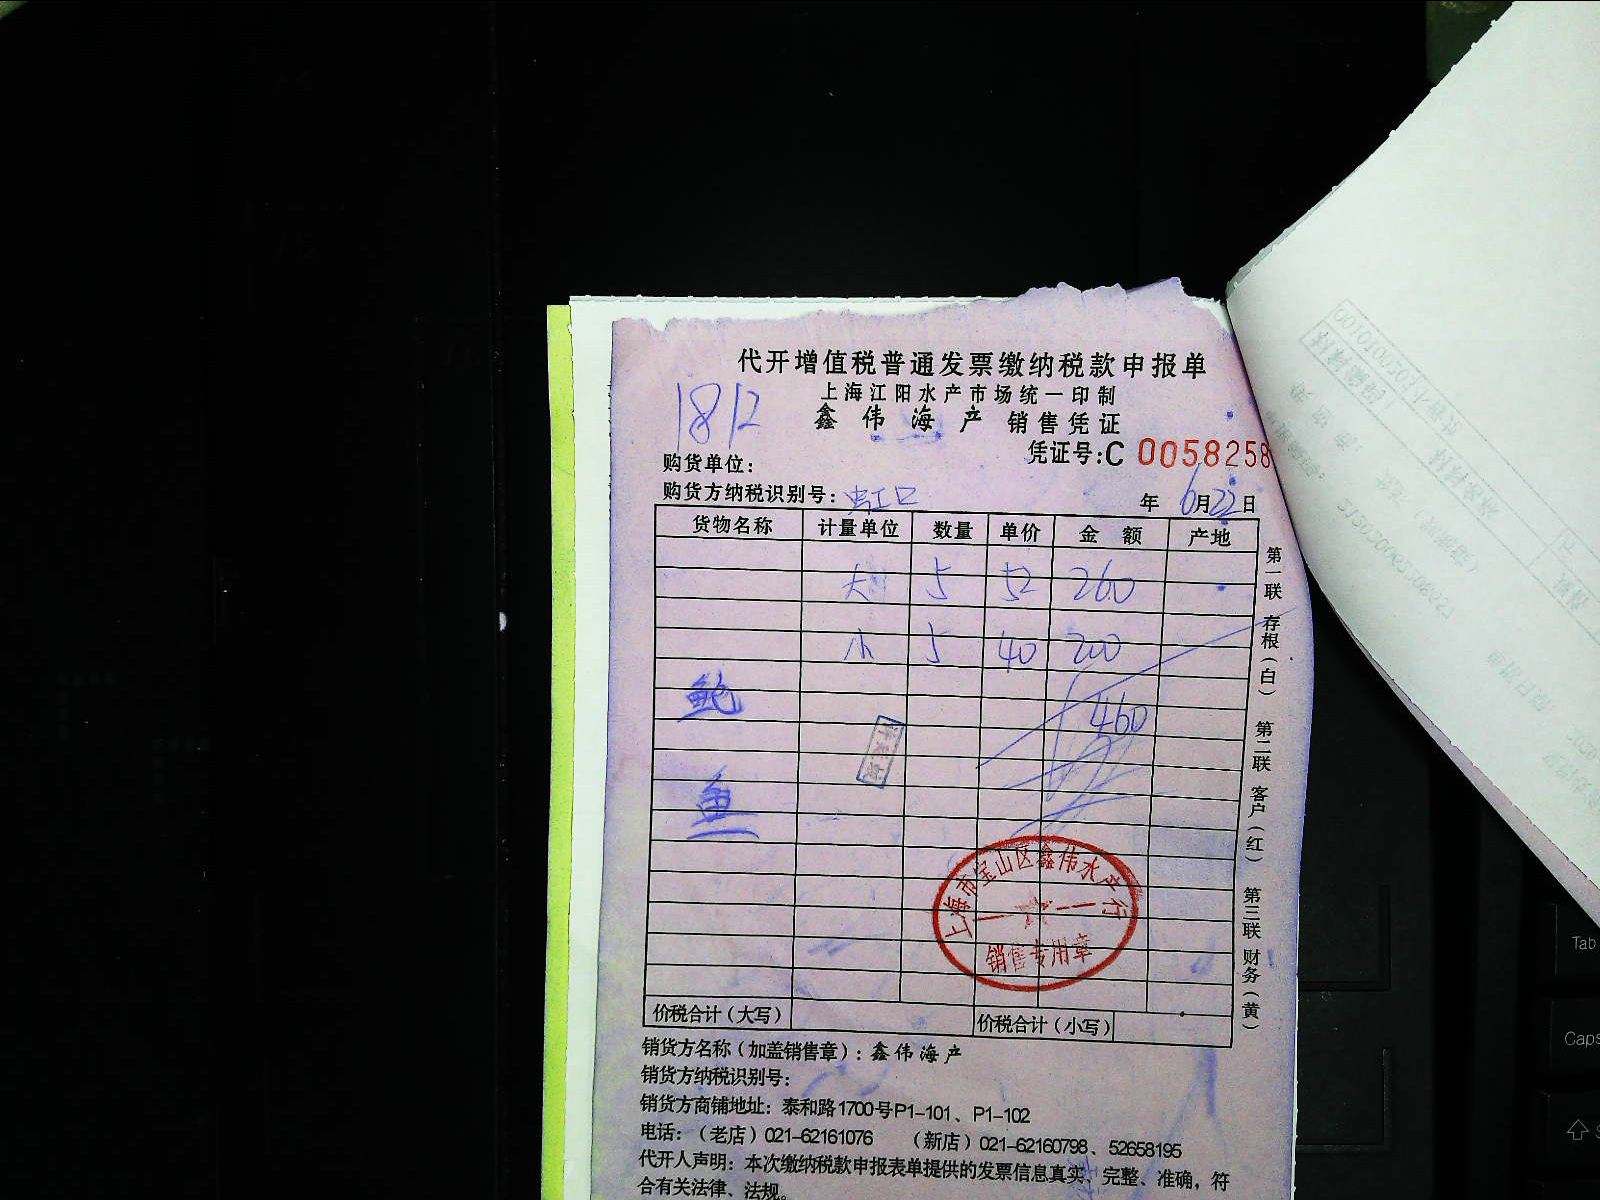 代开增值税普通发票缴纳税款申报单
上海江阳水产市场统一印制
1812
鑫伟海产 销售凭证
凭证号:C 0058258
购货单位:
购货方纳税识别号: 虹口
年 6月22日
货物名称 计量单位 数量 单价 金额 产地
大 5 52 260
小 5 40 200
鲍 460
鱼
上海市宝山区鑫伟水产行
销售专用章
价税合计(大写) 价税合计(小写)
第一联 存根(白) 第二联 客户(红) 第三联 财务(黄)
销货方名称(加盖销售章):鑫伟海产
销货方纳税识别号:
销货方商铺地址: 泰和路1700号P1-101、P1-102
电话:(老店)021-62161076 (新店)021-62160798、52658195
代开人声明:本次缴纳税款申报表单提供的发票信息真实、完整、准确,符
合有关法律、法规。
Tab
Caps